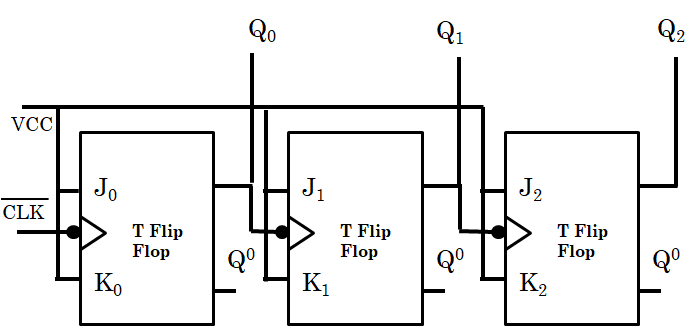 Q₀ Q₁ Q₂
VCC
J₀ J₁ J₂
CLK
T Flip T Flip T Flip
Flop Flop Flop
Q⁰ Q⁰ Q⁰
K₀ K₁ K₂